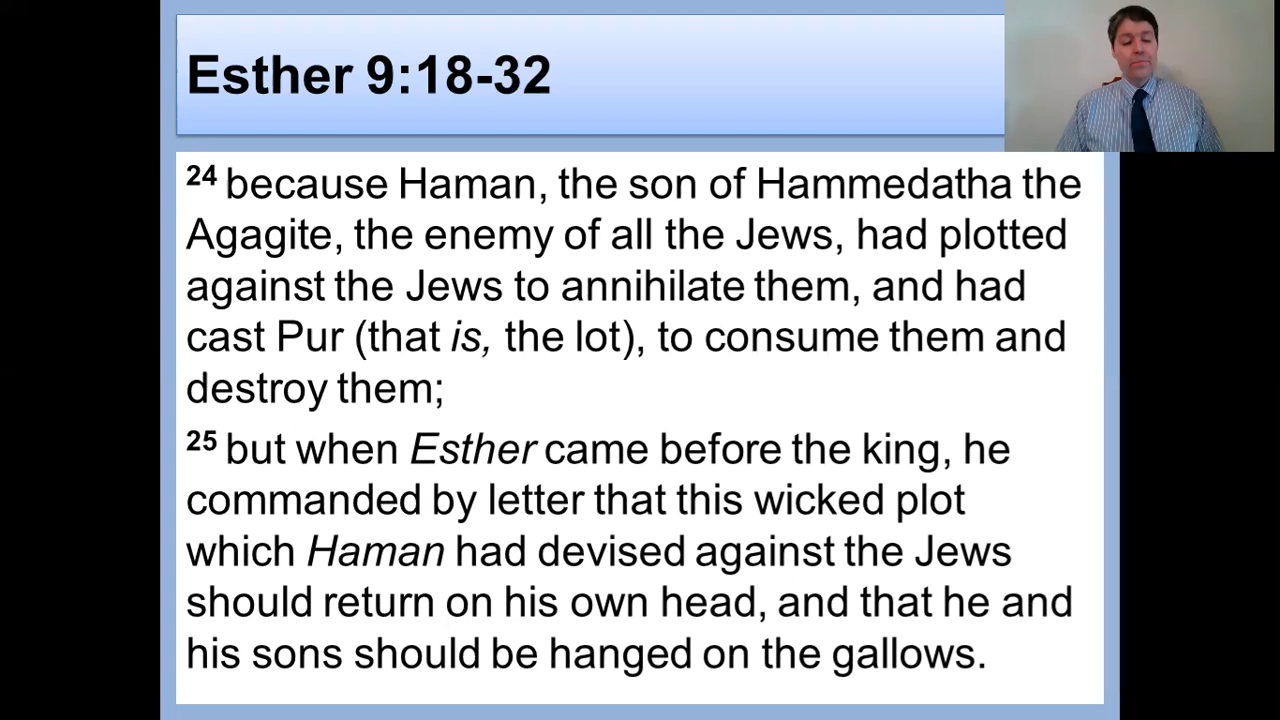 Esther 9:18-32
24 because Haman, the son of Hammedatha the
Agagite, the enemy of all the Jews, had plotted
against the Jews to annihilate them, and had
cast Pur (that is, the lot), to consume them and
destroy them;
25 but when Esther came before the king, he
commanded by letter that this wicked plot
which Haman had devised against the Jews
should return on his own head, and that he and
his sons should be hanged on the gallows.